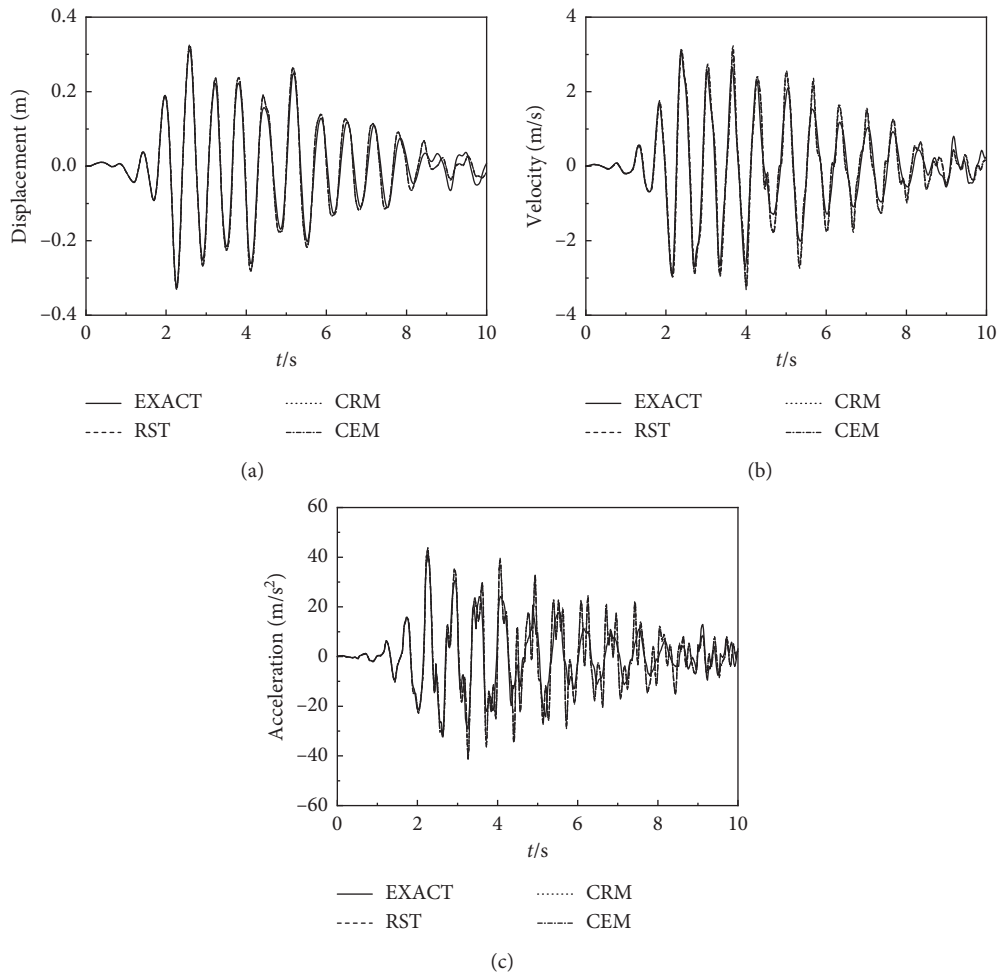 0.4
0.2
0.0
−0.2
−0.4
Displacement (m)
0 2 4 6 8 10
t/s
EXACT
RST
CRM
CEM
(a)
4
2
0
−2
−4
Velocity (m/s)
0 2 4 6 8 10
t/s
EXACT
RST
CRM
CEM
(b)
60
40
20
0
−20
−40
−60
Acceleration (m/s²)
0 2 4 6 8 10
t/s
EXACT
RST
CRM
CEM
(c)